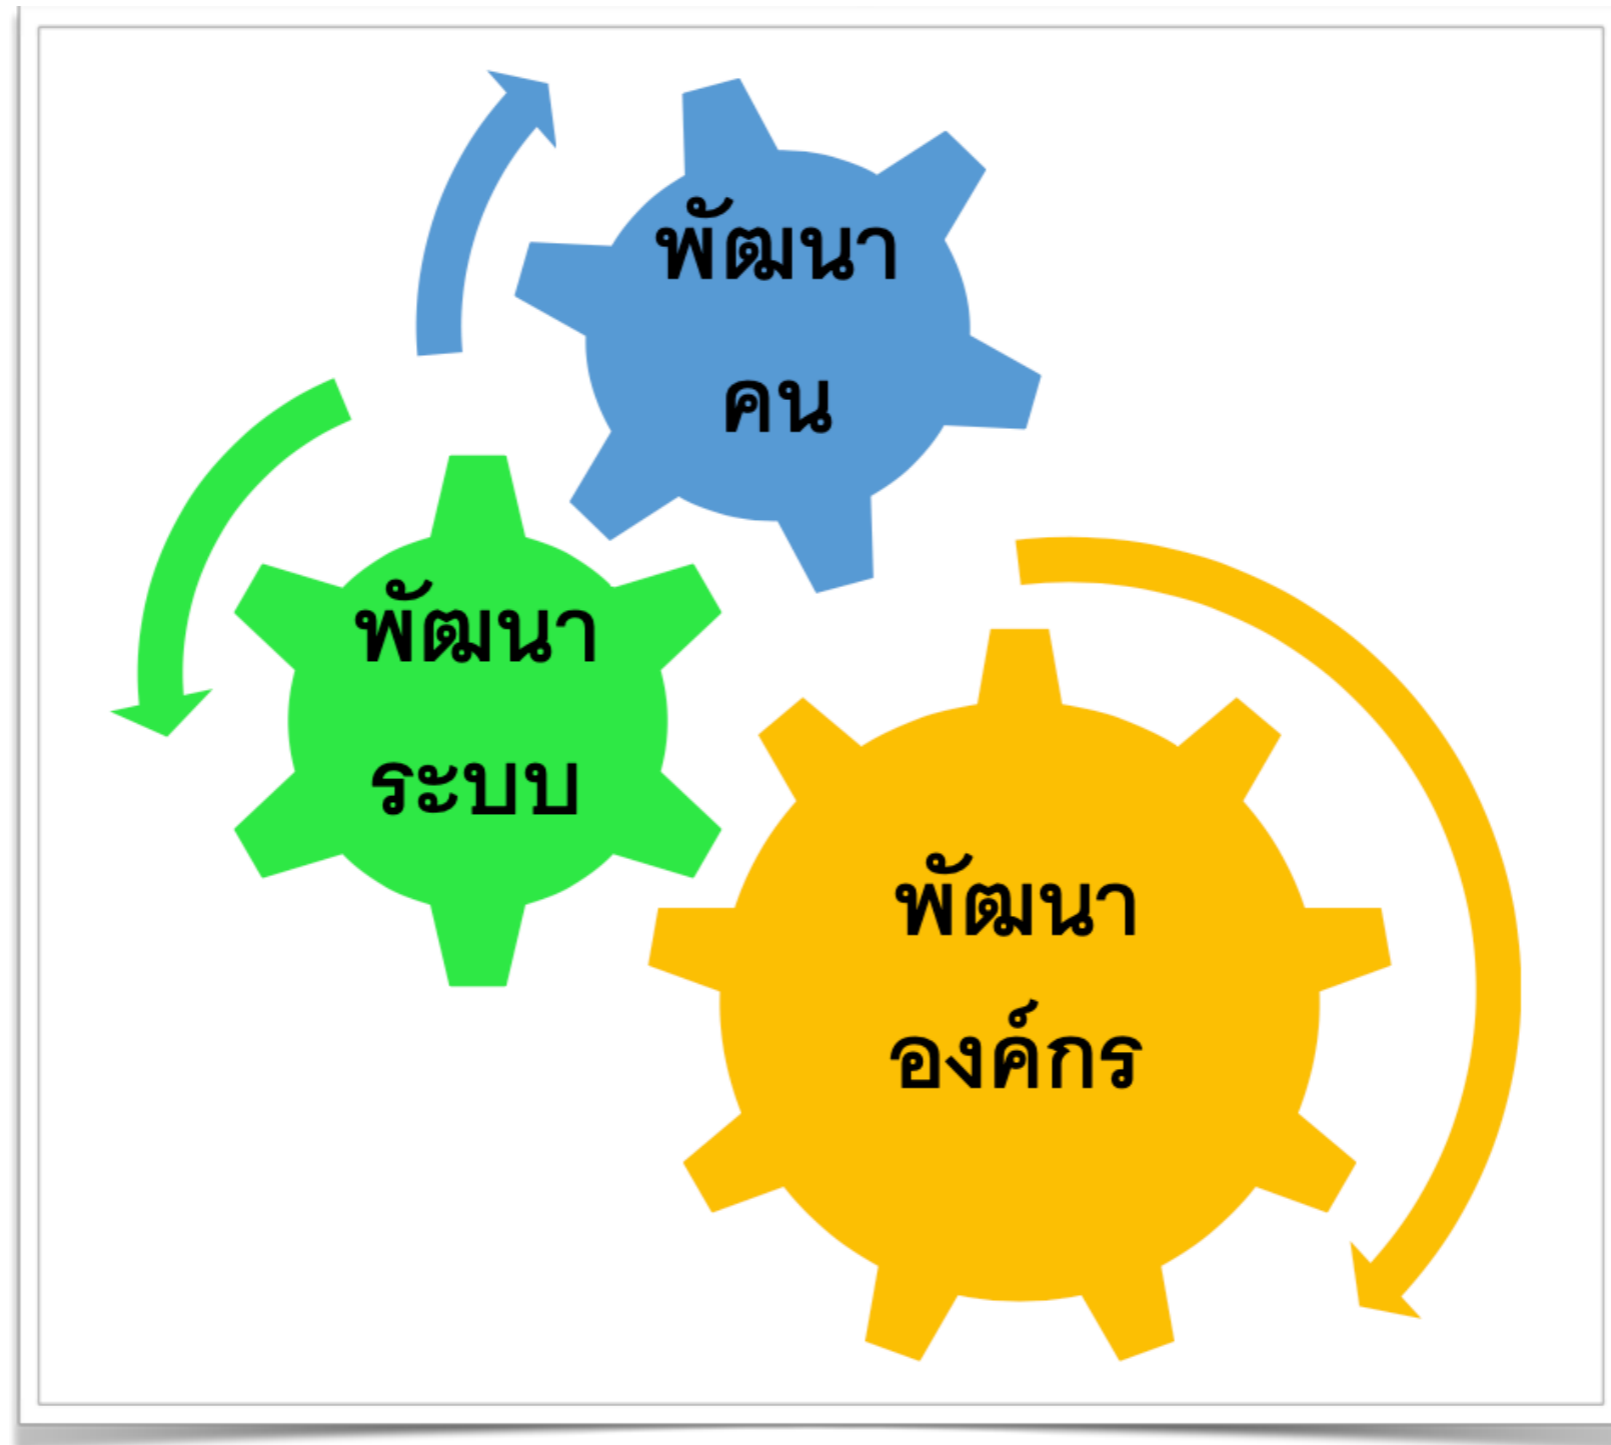 พัฒนา
คน
พัฒนา
ระบบ
พัฒนา
องค์กร